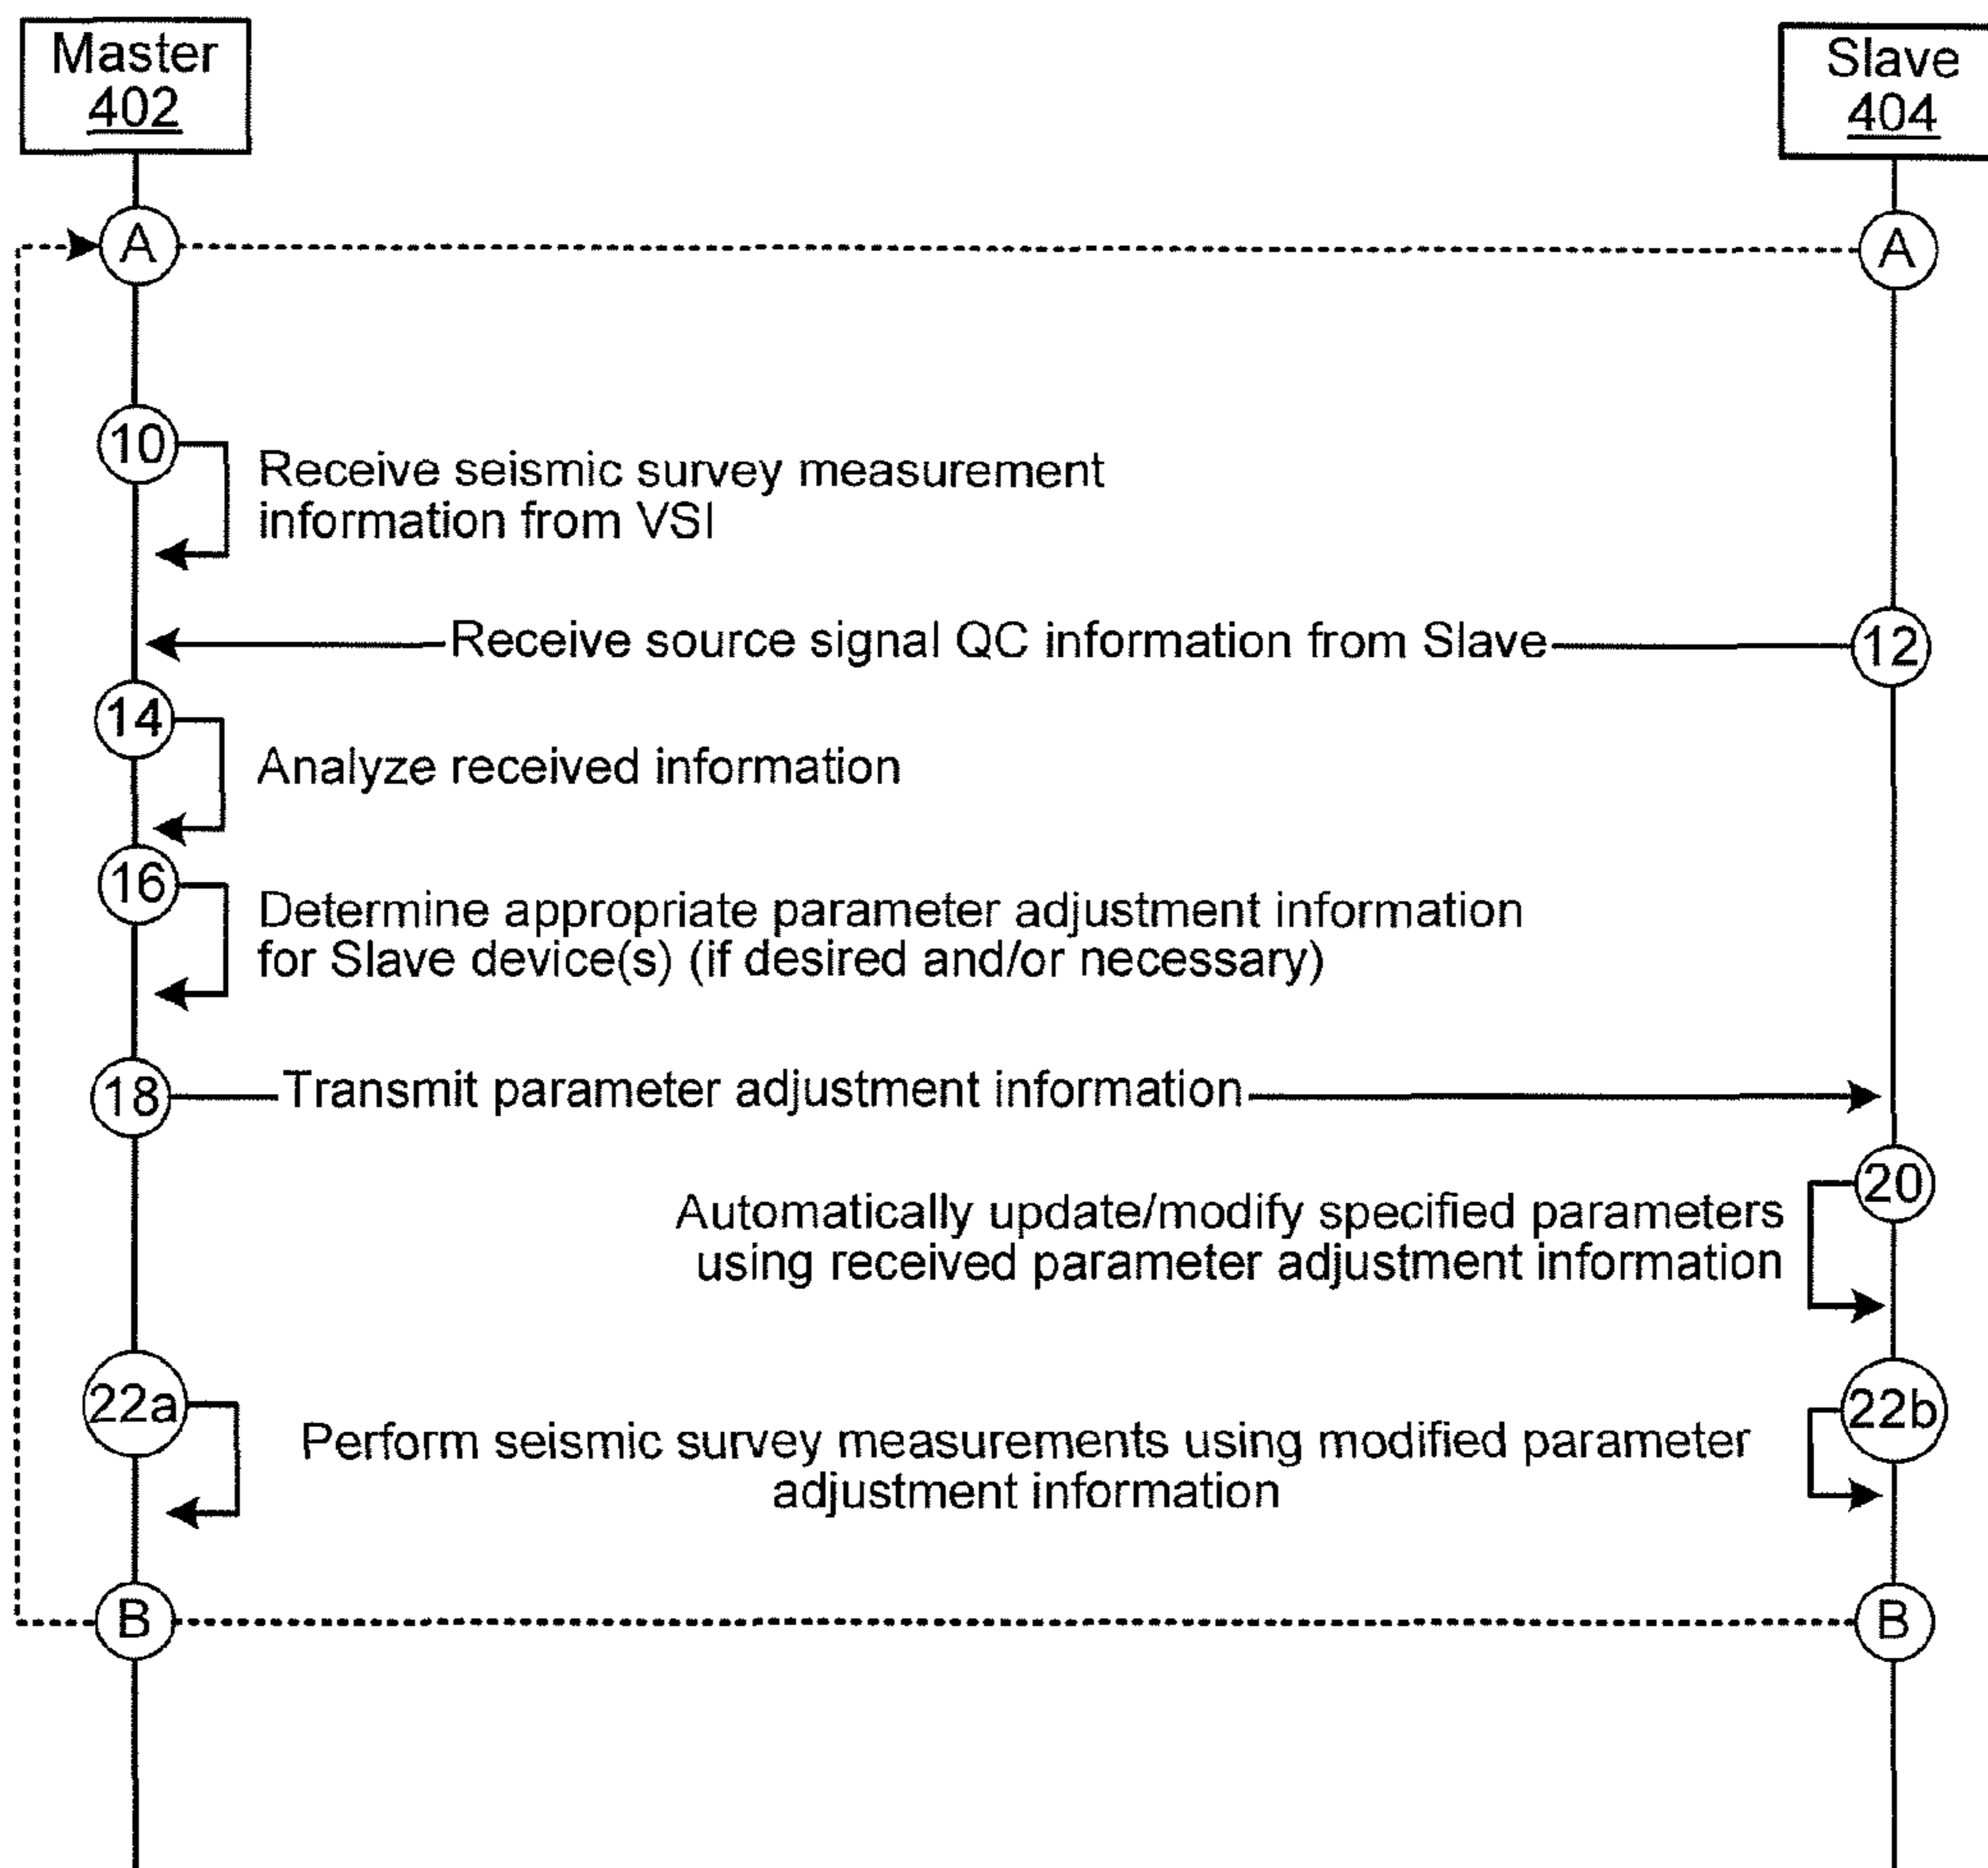 Master
402
Slave
404
A
A
10
Receive seismic survey measurement
information from VSI
Receive source signal QC information from Slave
12
14
Analyze received information
16
Determine appropriate parameter adjustment information
for Slave device(s) (if desired and/or necessary)
18
Transmit parameter adjustment information
20
Automatically update/modify specified parameters
using received parameter adjustment information
22a
22b
Perform seismic survey measurements using modified parameter
adjustment information
B
B